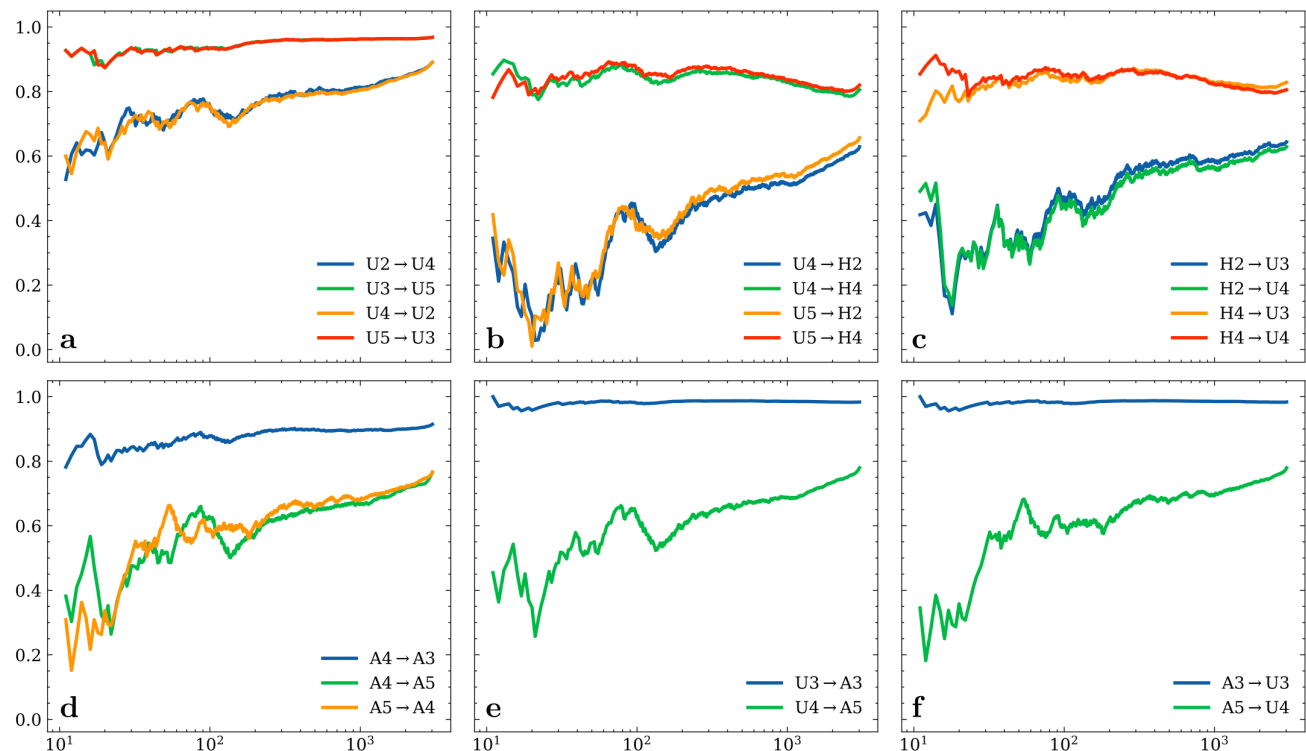 1.0
0.8
0.6
0.4
0.2
0.0
U2 → U4
U3 → U5
U4 → U2
U5 → U3
a
U4 → H2
U4 → H4
U5 → H2
U5 → H4
b
H2 → U3
H2 → U4
H4 → U3
H4 → U4
c
1.0
0.8
0.6
0.4
0.2
0.0
A4 → A3
A4 → A5
A5 → A4
d
U3 → A3
U4 → A5
e
A3 → U3
A5 → U4
f
10¹ 10² 10³
10¹ 10² 10³
10¹ 10² 10³